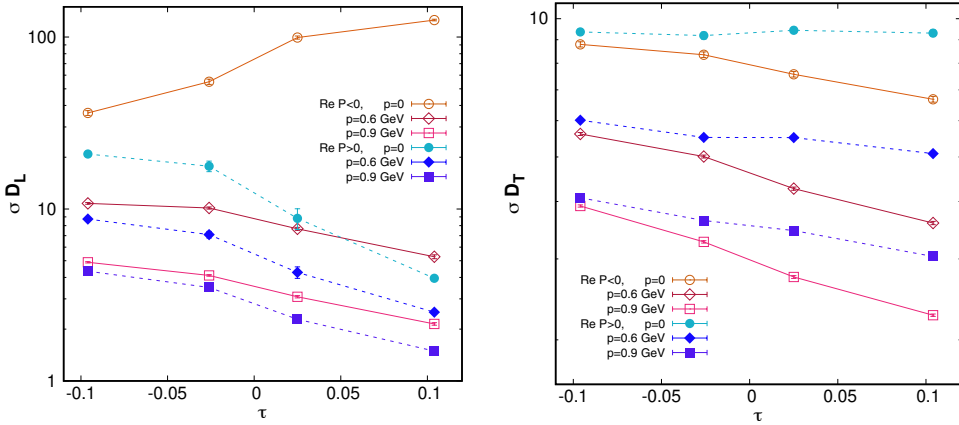 σ D_L
100
10
1
-0.1 -0.05 0 0.05 0.1
τ
Re P<0, p=0
p=0.6 GeV
p=0.9 GeV
Re P>0, p=0
p=0.6 GeV
p=0.9 GeV
σ D_T
10
-0.1 -0.05 0 0.05 0.1
τ
Re P<0, p=0
p=0.6 GeV
p=0.9 GeV
Re P>0, p=0
p=0.6 GeV
p=0.9 GeV